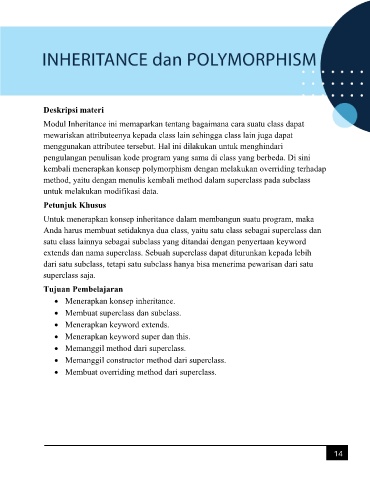 INHERITANCE dan POLYMORPHISM
Deskripsi materi
Modul Inheritance ini memaparkan tentang bagaimana cara suatu class dapat
mewariskan attributeenya kepada class lain sehingga class lain juga dapat
menggunakan attributee tersebut. Hal ini dilakukan untuk menghindari
pengulangan penulisan kode program yang sama di class yang berbeda. Di sini
kembali menerapkan konsep polymorphism dengan melakukan overriding terhadap
method, yaitu dengan menulis kembali method dalam superclass pada subclass
untuk melakukan modifikasi data.
Petunjuk Khusus
Untuk menerapkan konsep inheritance dalam membangun suatu program, maka
Anda harus membuat setidaknya dua class, yaitu satu class sebagai superclass dan
satu class lainnya sebagai subclass yang ditandai dengan penyertaan keyword
extends dan nama superclass. Sebuah superclass dapat diturunkan kepada lebih
dari satu subclass, tetapi satu subclass hanya bisa menerima pewarisan dari satu
superclass saja.
Tujuan Pembelajaran
• Menerapkan konsep inheritance.
• Membuat superclass dan subclass.
• Menerapkan keyword extends.
• Menerapkan keyword super dan this.
• Memanggil method dari superclass.
• Memanggil constructor method dari superclass.
• Membuat overriding method dari superclass.
14